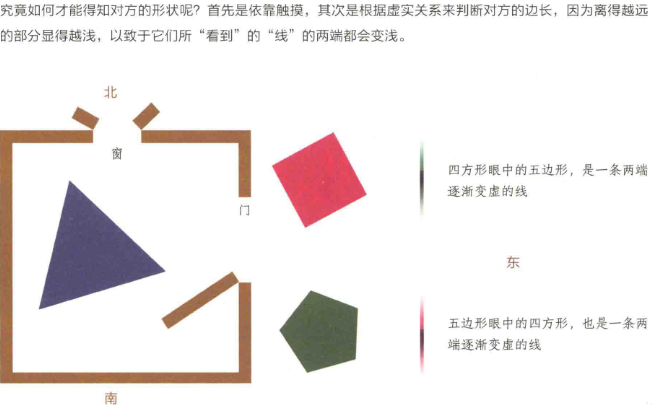 究竟如何才能得知对方的形状呢？首先是依靠触摸，其次是根据虚实关系来判断对方的边长，因为离得越远
的部分显得越浅，以致于它们所“看到”的“线”的两端都会变浅。
北
窗
门
四方形眼中的五边形，是一条两端
逐渐变虚的线
东
五边形眼中的四方形，也是一条两
端逐渐变虚的线
南